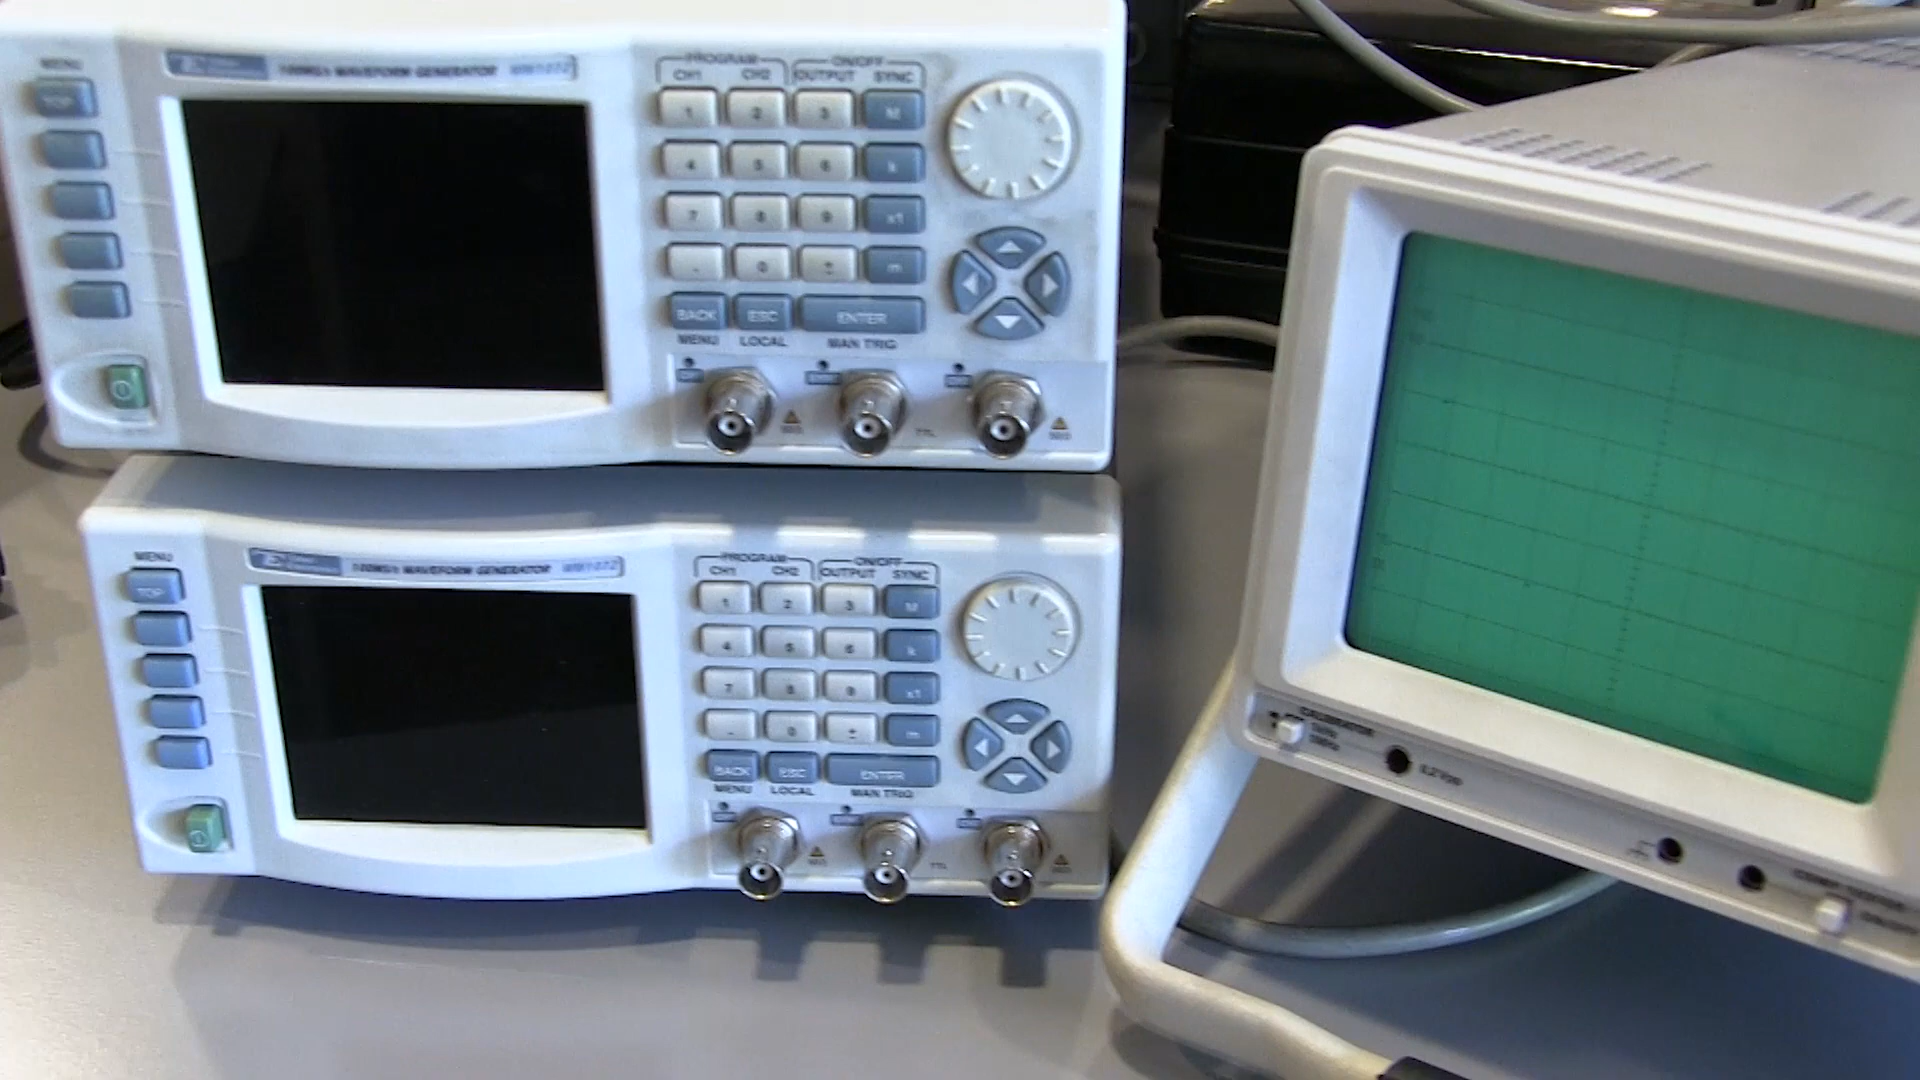 MENU
TOP
100MS/s WAVEFORM GENERATOR WW1072
PROGRAM
ON/OFF
CH1 CH2 OUTPUT SYNC
1 2 3 M
4 5 6 k
7 8 9 x1
. 0 ± m
BACK ESC ENTER
MENU LOCAL MAN TRIG
TTL
50Ω
MENU
TOP
100MS/s WAVEFORM GENERATOR WW1072
PROGRAM
ON/OFF
CH1 CH2 OUTPUT SYNC
1 2 3 M
4 5 6 k
7 8 9 x1
. 0 ± m
BACK ESC ENTER
MENU LOCAL MAN TRIG
TTL
CALIBRATOR
0.2Vpp